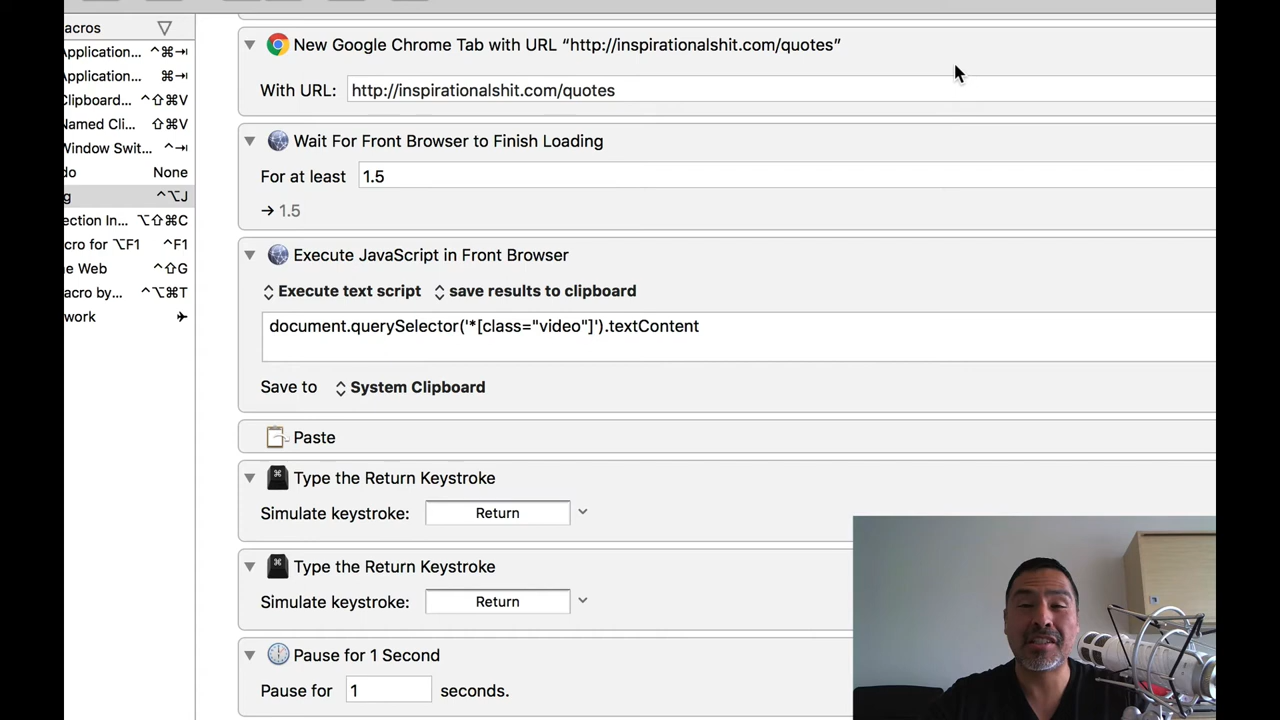 acros
New Google Chrome Tab with URL “http://inspirationalshit.com/quotes”
Application... ^⌘⇥
Application... ⌘⇥
With URL: http://inspirationalshit.com/quotes
Clipboard... ^⇧⌘V
Named Cli... ⇧⌘V
Window Swit... ^⇥
Wait For Front Browser to Finish Loading
do None
For at least 1.5
g ^⌥J
→ 1.5
ection In... ⌥⇧⌘C
cro for ⌥F1 ^F1
Execute JavaScript in Front Browser
e Web ^⇧G
acro by... ^⌥⌘T
Execute text script save results to clipboard
work
document.querySelector('*[class="video"]').textContent
Save to System Clipboard
Paste
Type the Return Keystroke
Simulate keystroke: Return
Type the Return Keystroke
Simulate keystroke: Return
Pause for 1 Second
Pause for 1 seconds.